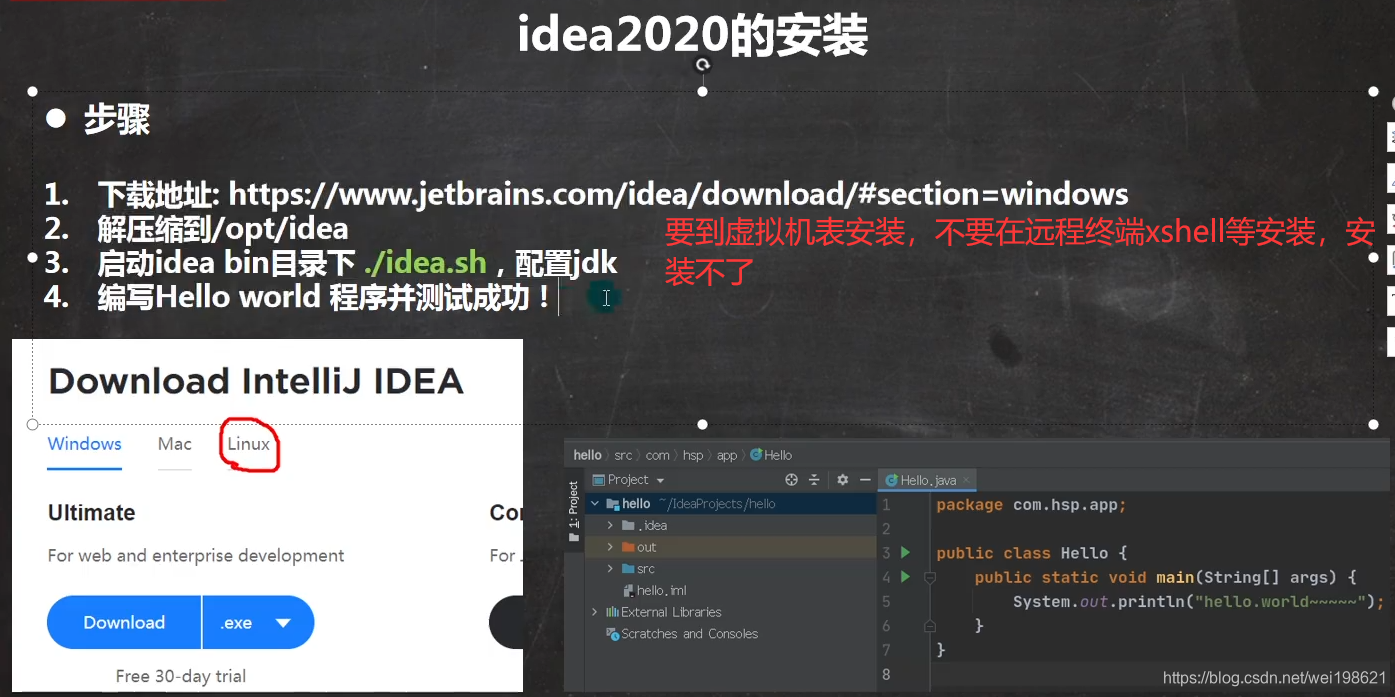 idea2020的安装
步骤
1. 下载地址: https://www.jetbrains.com/idea/download/#section=windows
2. 解压缩到/opt/idea
3. 启动idea bin目录下 ./idea.sh，配置jdk
4. 编写Hello world 程序并测试成功！
要到虚拟机表安装，不要在远程终端xshell等安装，安
装不了
Download IntelliJ IDEA
Windows Mac Linux
Ultimate
For web and enterprise development
Download .exe
Free 30-day trial
For
hello src com hsp app Hello
Project
1: Project
hello ~/IdeaProjects/hello
.idea
out
src
hello.iml
External Libraries
Scratches and Consoles
Hello.java
1 package com.hsp.app;
2
3 public class Hello {
4 public static void main(String[] args) {
5 System.out.println("hello.world~~~~~");
6 }
7 }
8
https://blog.csdn.net/wei198621